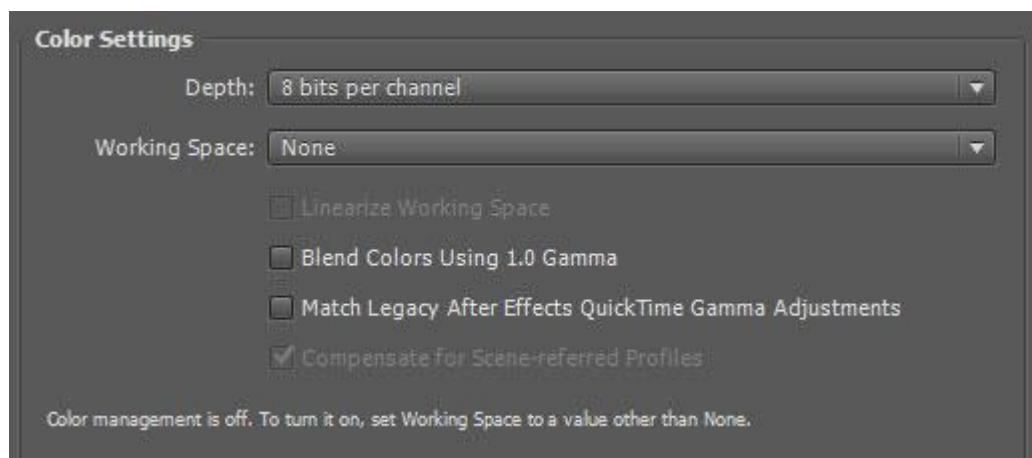 Color Settings
Depth: 8 bits per channel
Working Space: None
Linearize Working Space
Blend Colors Using 1.0 Gamma
Match Legacy After Effects QuickTime Gamma Adjustments
Compensate for Scene-referred Profiles
Color management is off. To turn it on, set Working Space to a value other than None.